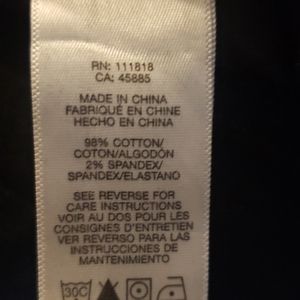 RN: 111818
CA: 45885
MADE IN CHINA
FABRIQUÉ EN CHINE
HECHO EN CHINA
98% COTTON/
COTON/ALGODÓN
2% SPANDEX/
SPANDEX/ELASTANO
SEE REVERSE FOR
CARE INSTRUCTIONS
VOIR AU DOS POUR LES
CONSIGNES D'ENTRETIEN
VER REVERSO PARA LAS
INSTRUCCIONES DE
MANTENIMIENTO
30C